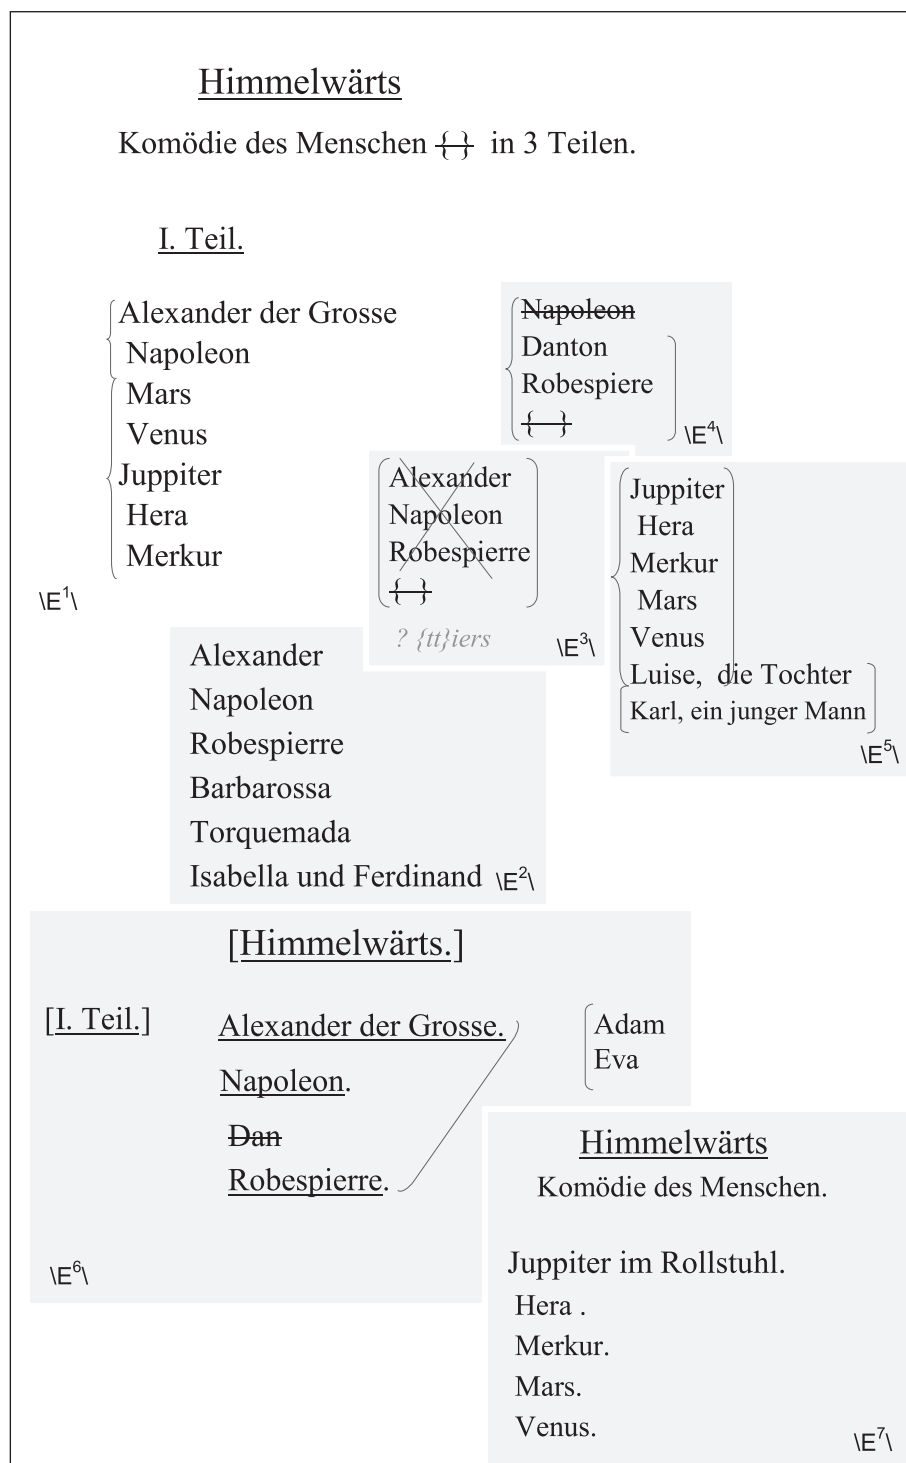 Himmelwärts
Komödie des Menschen { } in 3 Teilen.
I. Teil.
Alexander der Grosse
Napoleon
Mars
Venus
Juppiter
Hera
Merkur
\E1\
Napoleon
Danton
Robespiere
{ }
\E4\
Alexander
Napoleon
Robespierre
{ }
? {tt}iers
\E3\
Juppiter
Hera
Merkur
Mars
Venus
Luise, die Tochter
Karl, ein junger Mann
\E5\
Alexander
Napoleon
Robespierre
Barbarossa
Torquemada
Isabella und Ferdinand \E2\
[Himmelwärts.]
[I. Teil.]
Alexander der Grosse.
Napoleon.
Dan
Robespierre.
Adam
Eva
\E6\
Himmelwärts
Komödie des Menschen.
Juppiter im Rollstuhl.
Hera .
Merkur.
Mars.
Venus.
\E7\